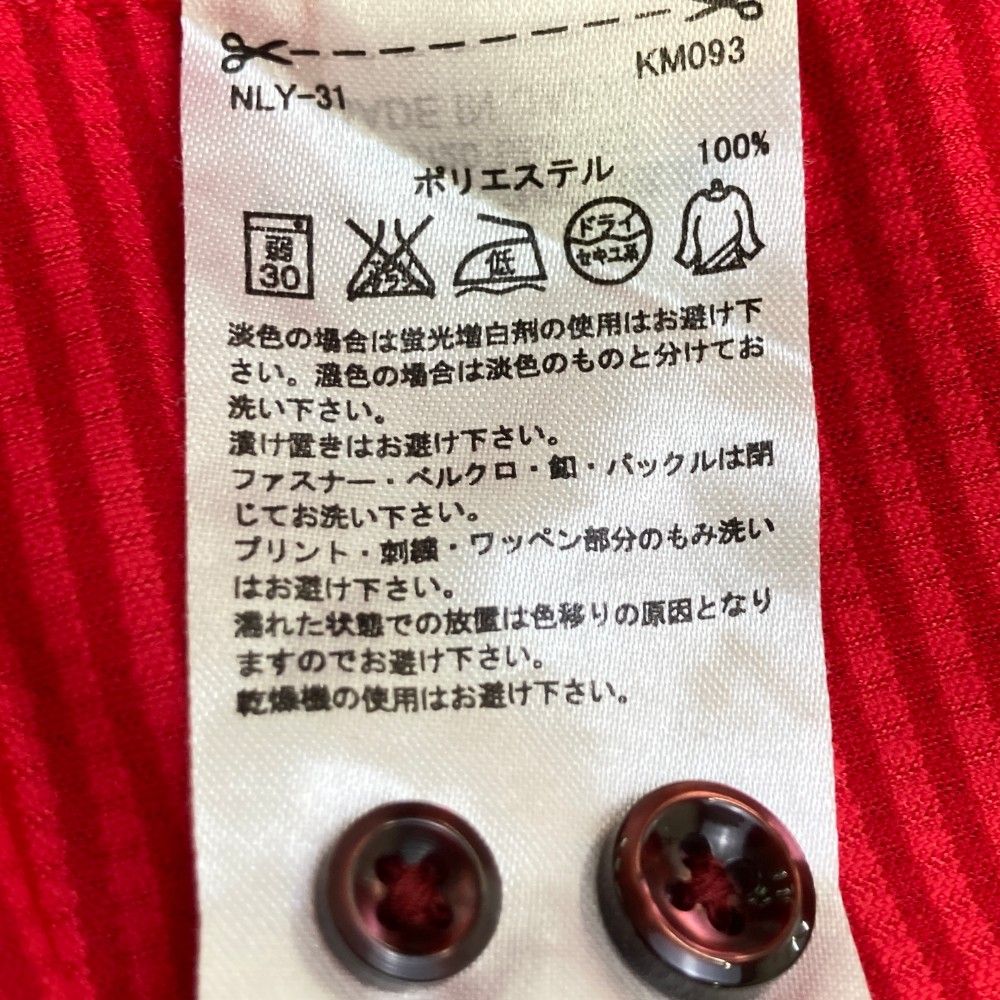 KM093
NLY-31
MADE IN
ポリエステル 100%
弱 30
エンソサラシ
低
ドライ
セキユ系
淡色の場合は蛍光増白剤の使用はお避け下
さい。濃色の場合は淡色のものと分けてお
洗い下さい。
漬け置きはお避け下さい。
ファスナー・ベルクロ・釦・バックルは閉
じてお洗い下さい。
プリント・刺繍・ワッペン部分のもみ洗い
はお避け下さい。
濡れた状態での放置は色移りの原因となり
ますのでお避け下さい。
乾燥機の使用はお避け下さい。